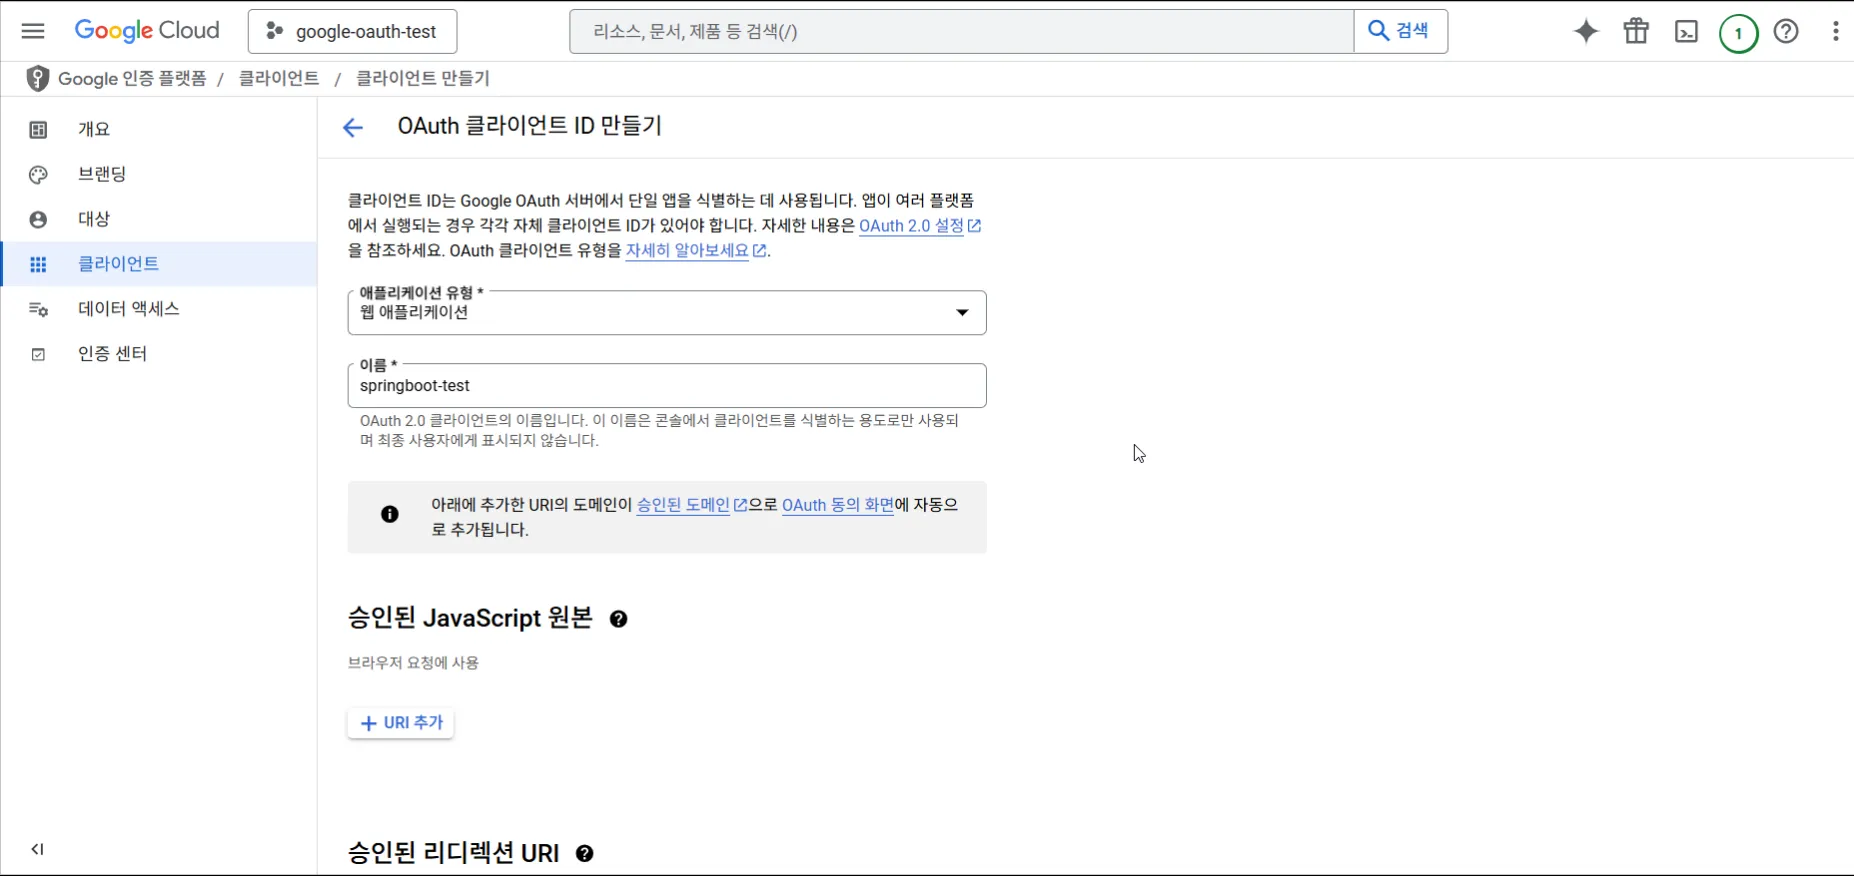 Google Cloud
google-oauth-test
리소스, 문서, 제품 등 검색(/)
검색
1
Google 인증 플랫폼 / 클라이언트 / 클라이언트 만들기
개요
브랜딩
대상
클라이언트
데이터 액세스
인증 센터
OAuth 클라이언트 ID 만들기
클라이언트 ID는 Google OAuth 서버에서 단일 앱을 식별하는 데 사용됩니다. 앱이 여러 플랫폼
에서 실행되는 경우 각각 자체 클라이언트 ID가 있어야 합니다. 자세한 내용은 OAuth 2.0 설정
을 참조하세요. OAuth 클라이언트 유형을 자세히 알아보세요.
애플리케이션 유형 *
웹 애플리케이션
이름 *
springboot-test
OAuth 2.0 클라이언트의 이름입니다. 이 이름은 콘솔에서 클라이언트를 식별하는 용도로만 사용되
며 최종 사용자에게 표시되지 않습니다.
아래에 추가한 URI의 도메인이 승인된 도메인으로 OAuth 동의 화면에 자동으
로 추가됩니다.
승인된 JavaScript 원본
브라우저 요청에 사용
+ URI 추가
승인된 리디렉션 URI